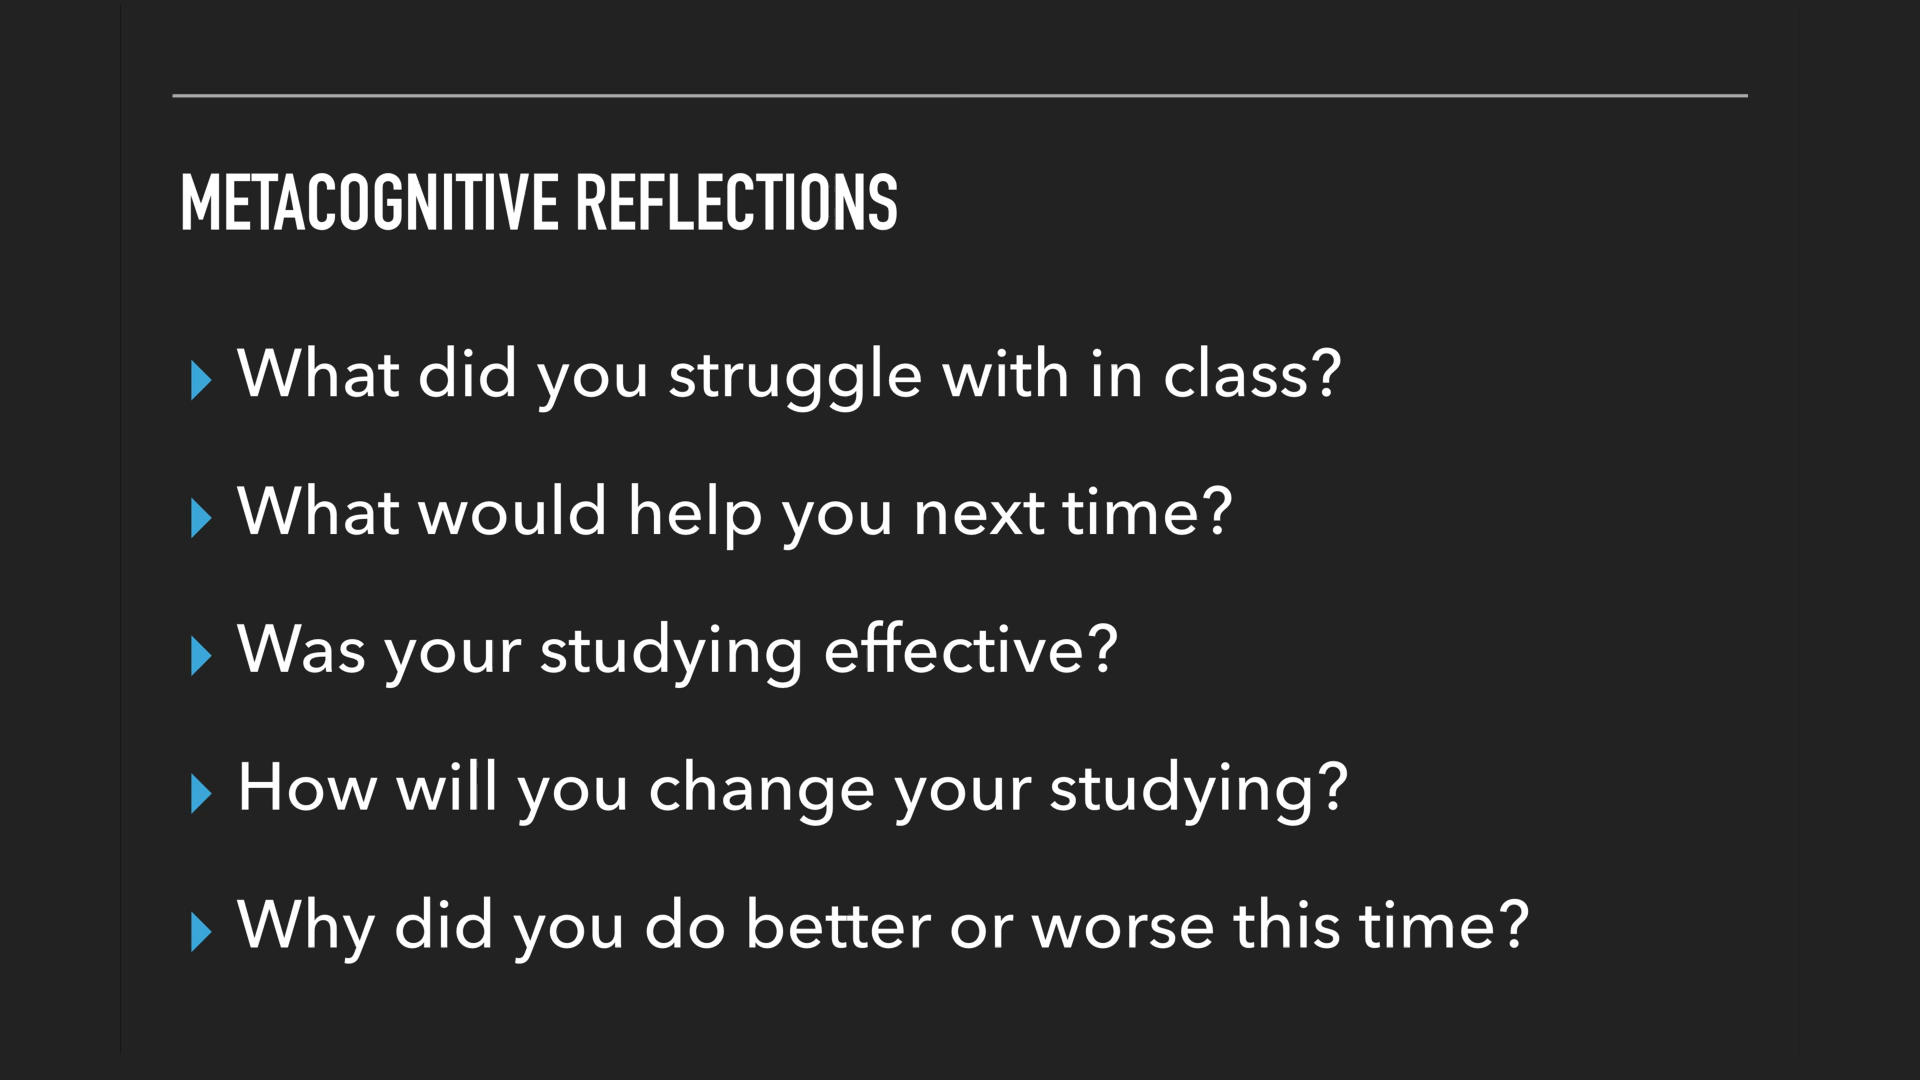 METACOGNITIVE REFLECTIONS
What did you struggle with in class?
What would help you next time?
Was your studying effective?
How will you change your studying?
Why did you do better or worse this time?